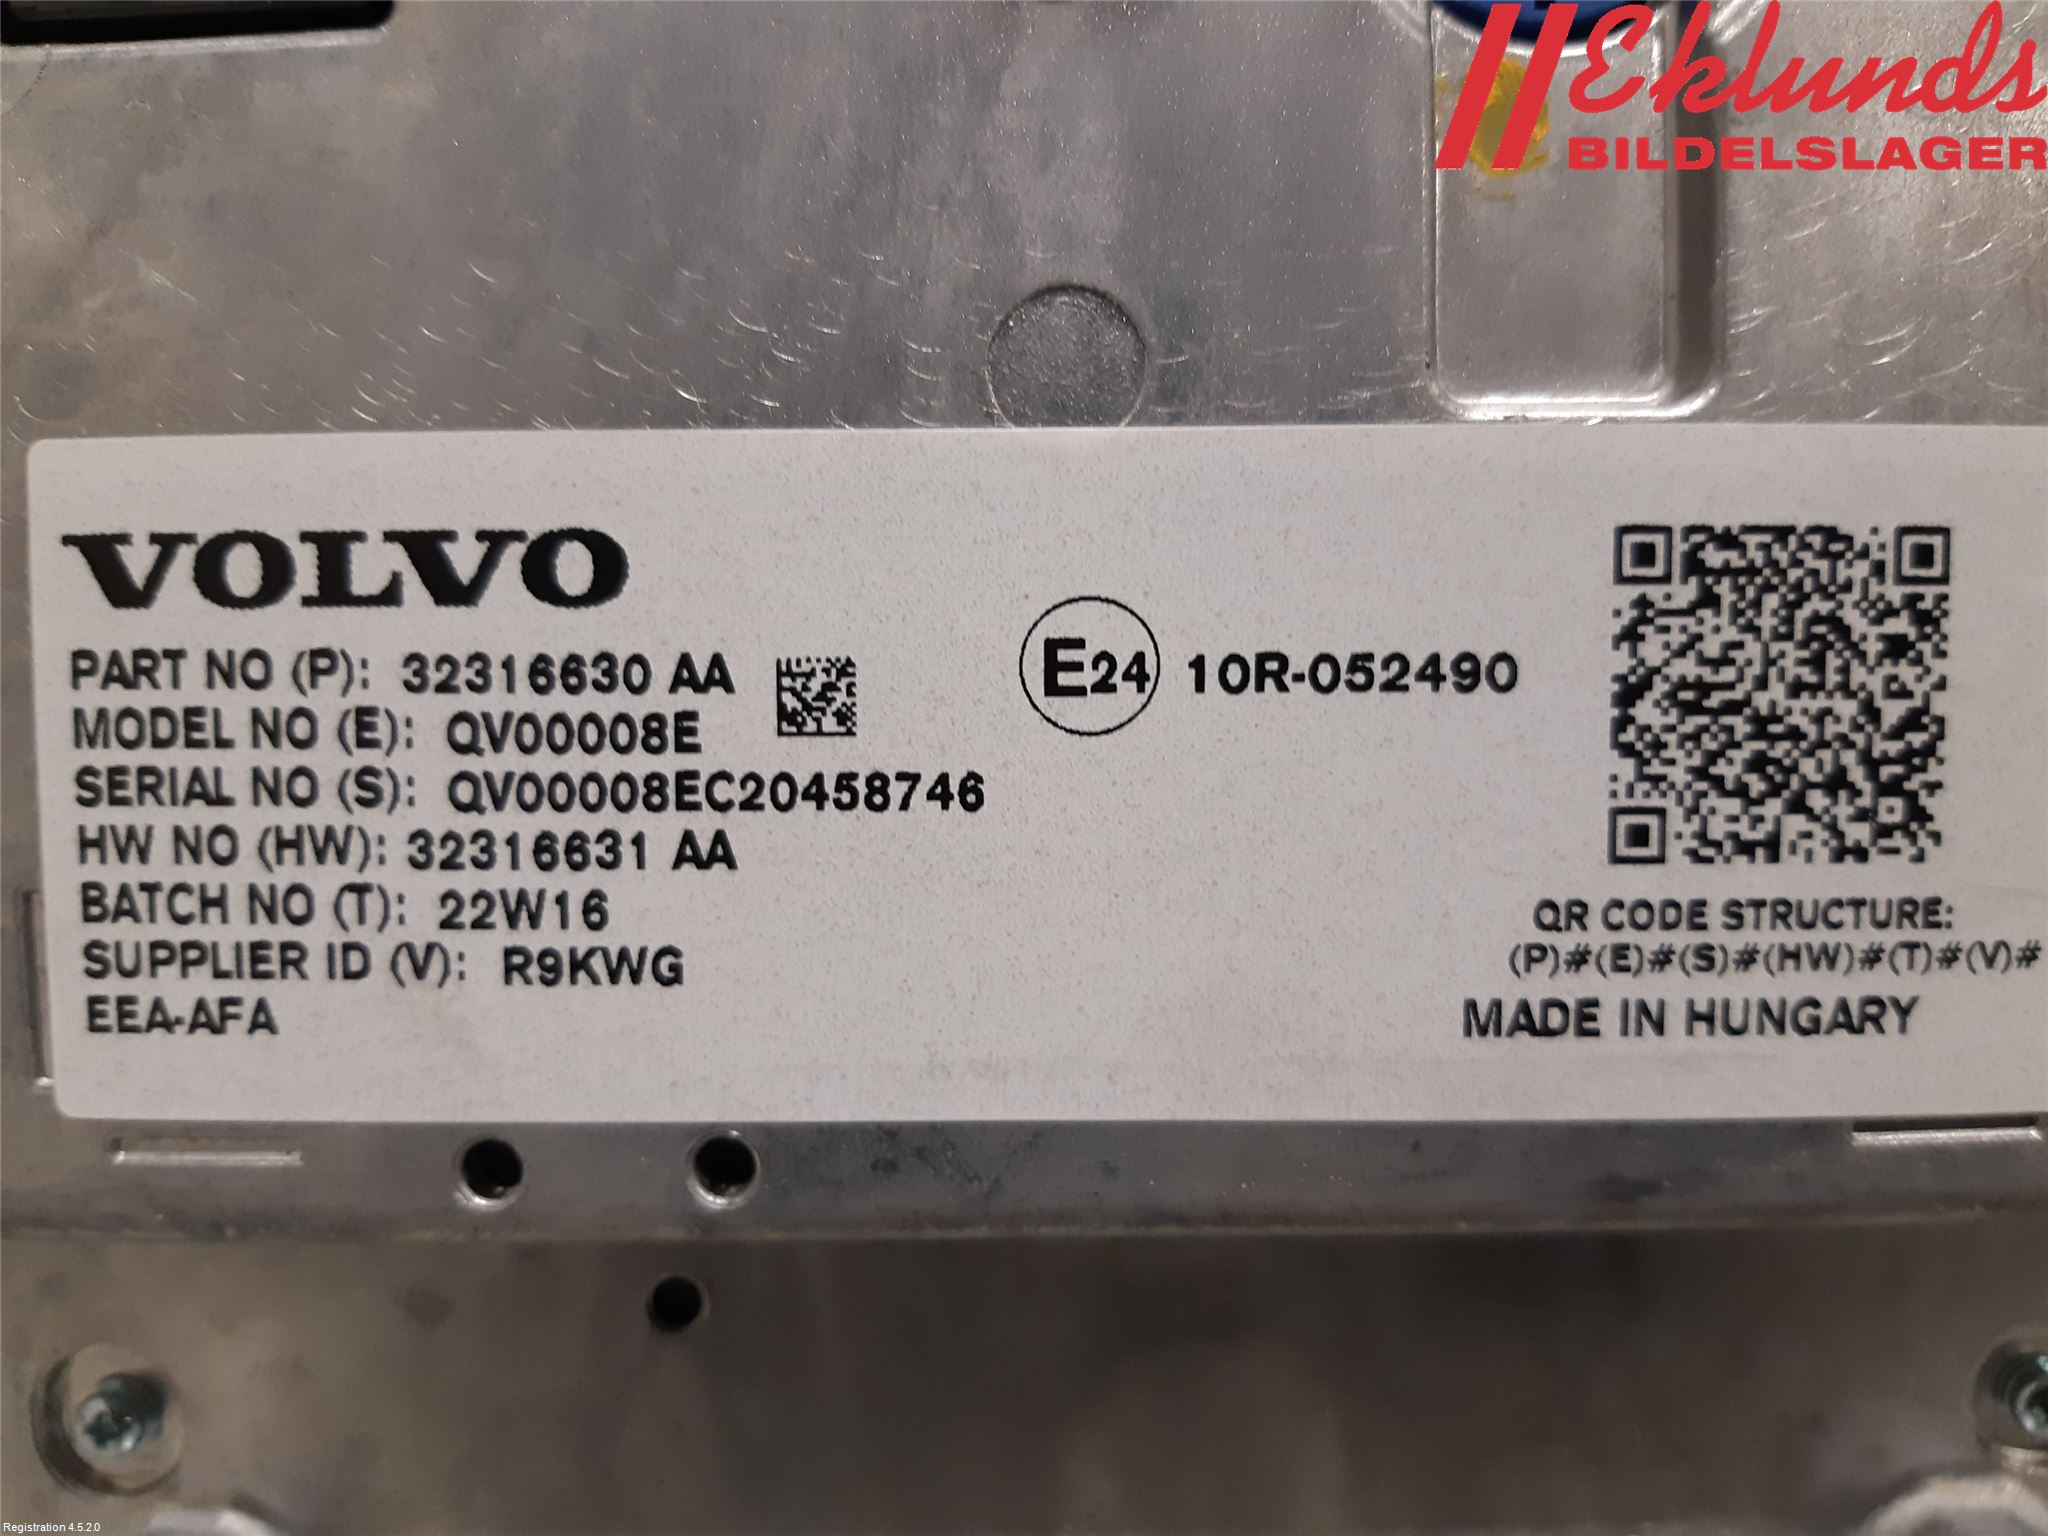 Eklunds
BILDELSLAGER
VOLVO
PART NO (P): 32316630 AA
MODEL NO (E): QV00008E
SERIAL NO (S): QV00008EC20458746
HW NO (HW): 32316631 AA
BATCH NO (T): 22W16
SUPPLIER ID (V): R9KWG
EEA-AFA
E24 10R-052490
QR CODE STRUCTURE:
(P)#(E)#(S)#(HW)#(T)#(V)#
MADE IN HUNGARY
Registration 4.5.2.0